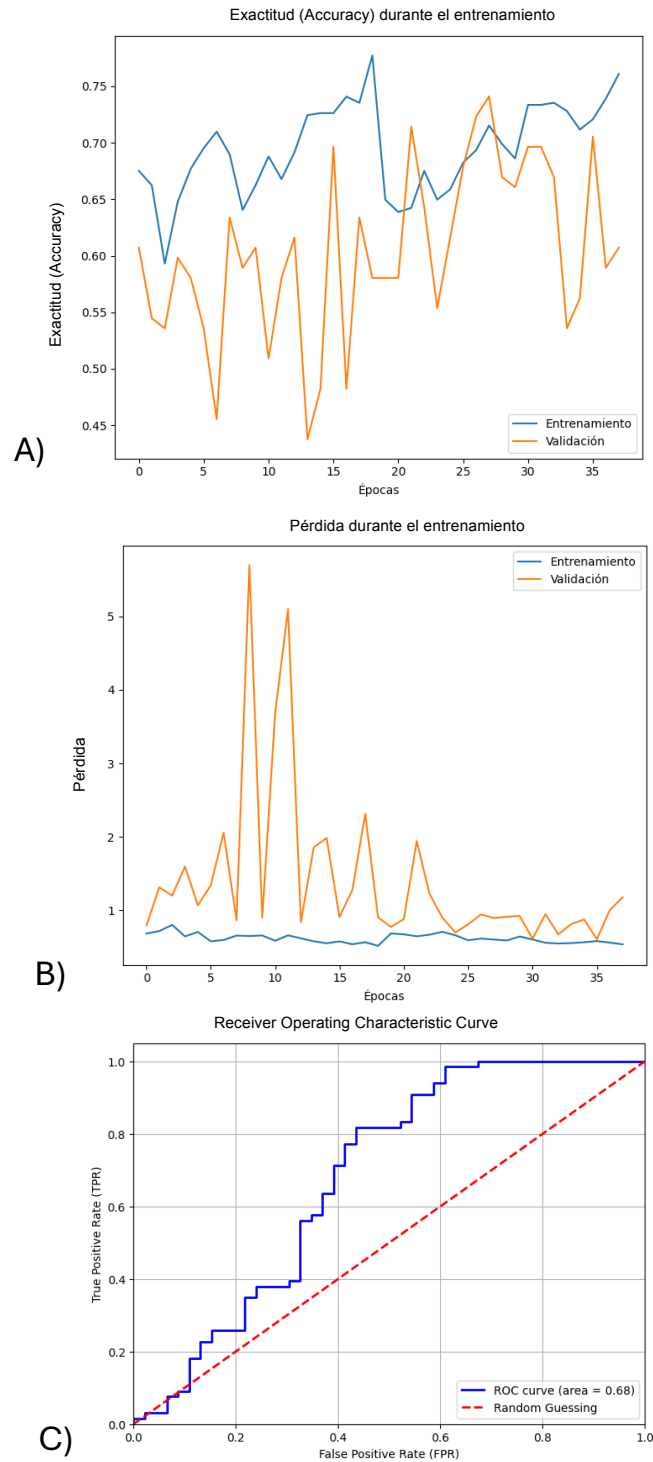 Exactitud (Accuracy) durante el entrenamiento
Exactitud (Accuracy)
0.75
0.70
0.65
0.60
0.55
0.50
0.45
0 5 10 15 20 25 30 35
Épocas
Entrenamiento
Validación
A)
Pérdida durante el entrenamiento
Pérdida
5
4
3
2
1
0 5 10 15 20 25 30 35
Épocas
Entrenamiento
Validación
B)
Receiver Operating Characteristic Curve
True Positive Rate (TPR)
1.0
0.8
0.6
0.4
0.2
0.0
0.0 0.2 0.4 0.6 0.8 1.0
False Positive Rate (FPR)
ROC curve (area = 0.68)
Random Guessing
C)